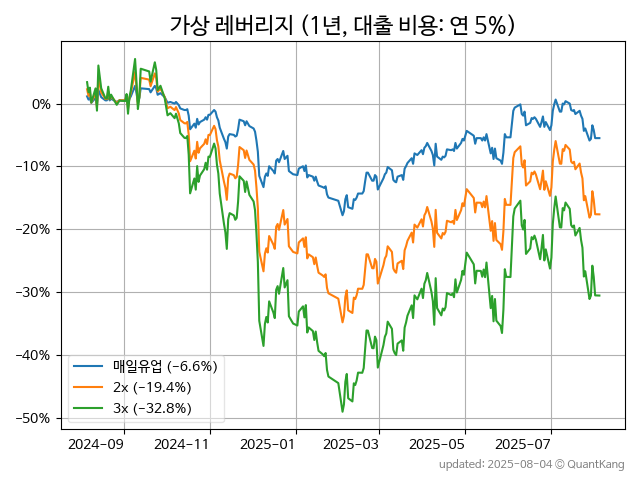 가상 레버리지 (1년, 대출 비용: 연 5%)
0%
−10%
−20%
−30%
−40%
−50%
매일유업 (−6.6%)
2x (−19.4%)
3x (−32.8%)
2024-09 2024-11 2025-01 2025-03 2025-05 2025-07
updated: 2025-08-04 © QuantKang